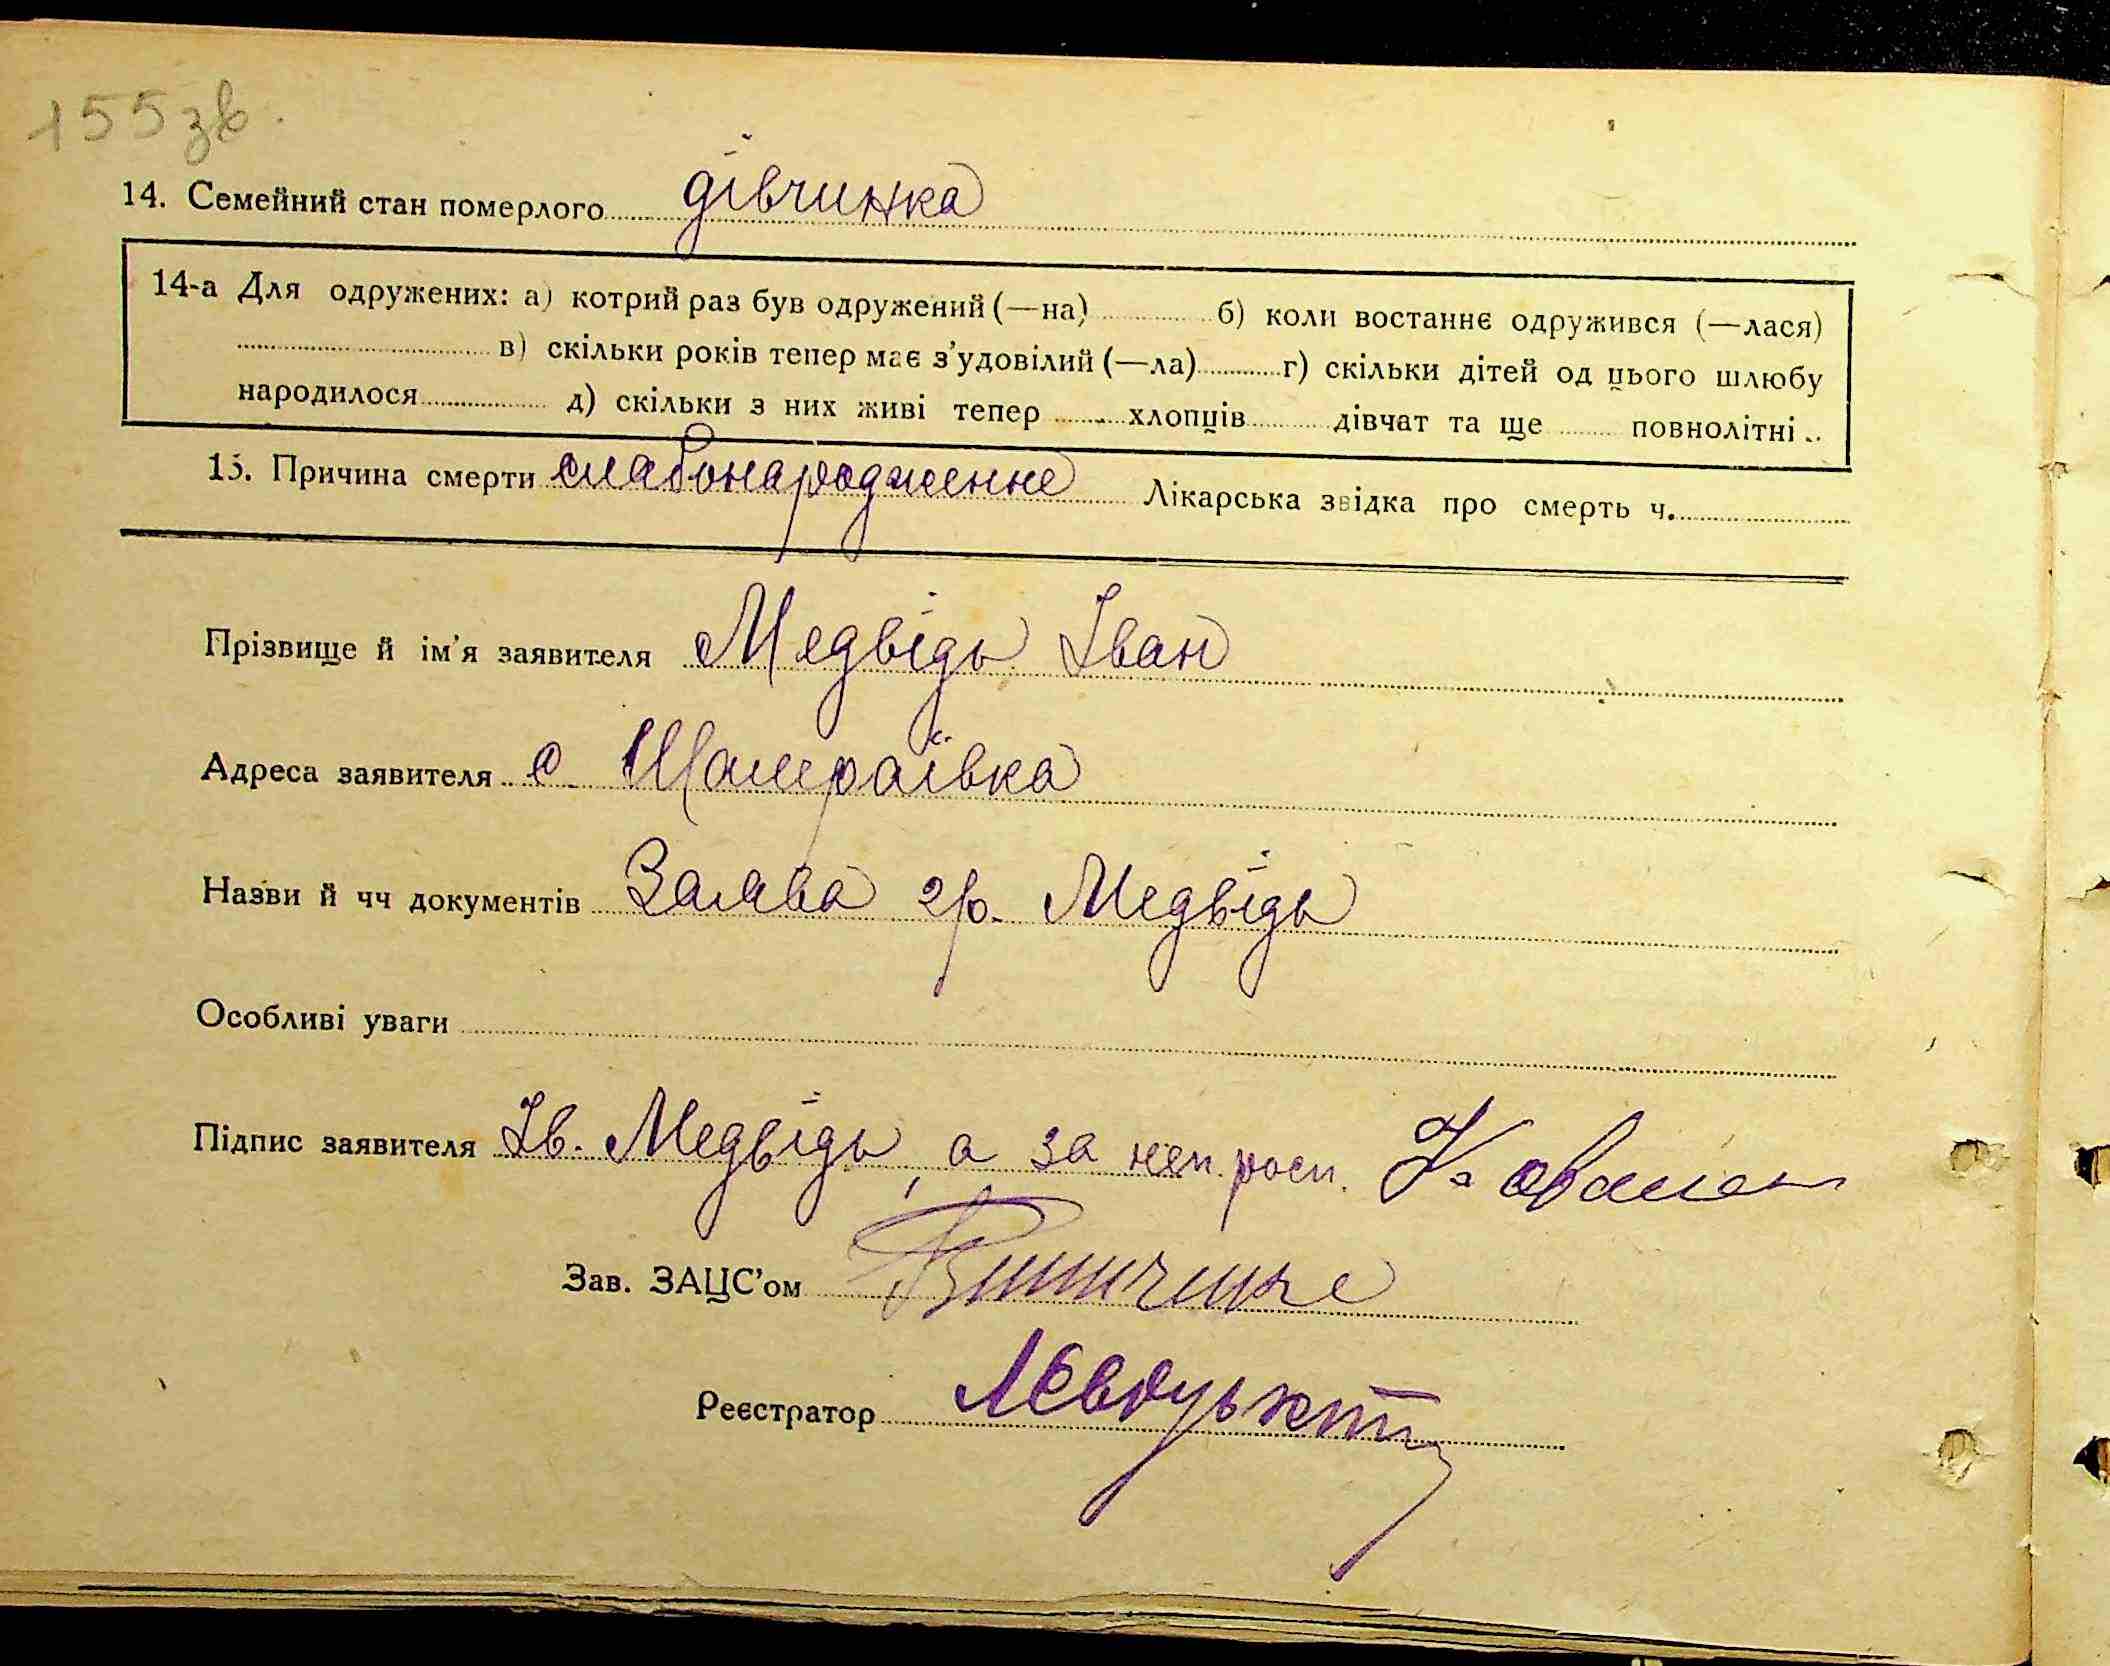 155 зв.
14. Семейний стан померлого дівчинка
14-а Для одружених: а) котрий раз був одружений (—на) б) коли востаннє одружився (—лася)
в) скільки років тепер має з'удовілий (—ла) г) скільки дітей од цього шлюбу
народилося д) скільки з них живі тепер хлопців дівчат та ще повнолітні
15. Причина смерти слабонародженне Лікарська звідка про смерть ч.
Прізвище й ім'я заявителя Медвідь Іван
Адреса заявителя с. Шамраївка
Назви й чч документів Заява гр. Медвідь
Особливі уваги
Підпис заявителя Ів. Медвідь, а за неп. росп.
Зав. ЗАЦС'ом
Реєстратор